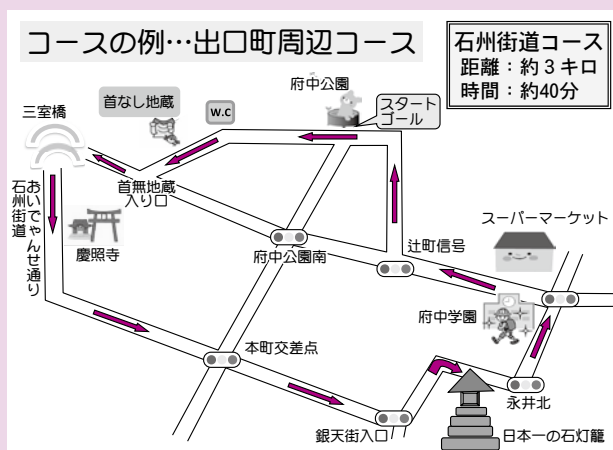 コースの例…出口町周辺コース
石州街道コース
距離：約３キロ
時間：約40分
府中公園
スタート
ゴール
首なし地蔵
W.C
三室橋
首無地蔵
入り口
石州街道
おいでやんせ通り
慶照寺
府中公園南
辻町信号
スーパーマーケット
府中学園
本町交差点
永井北
銀天街入口
日本一の石灯籠